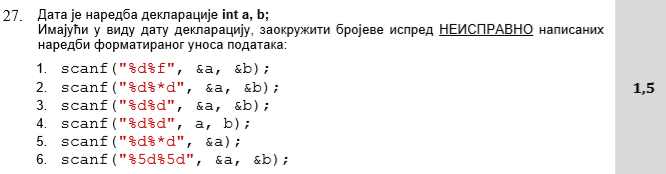 27. Дата је наредба декларације int a, b;
Имајући у виду дату декларацију, заокружити бројеве испред НЕИСПРАВНО написаних
наредби форматираног уноса података:
1. scanf("%d%f", &a, &b);
2. scanf("%d%*d", &a, &b);
3. scanf("%d%d", &a, &b);
1,5
4. scanf("%d%d", a, b);
5. scanf("%d%*d", &a);
6. scanf("%5d%5d", &a, &b);